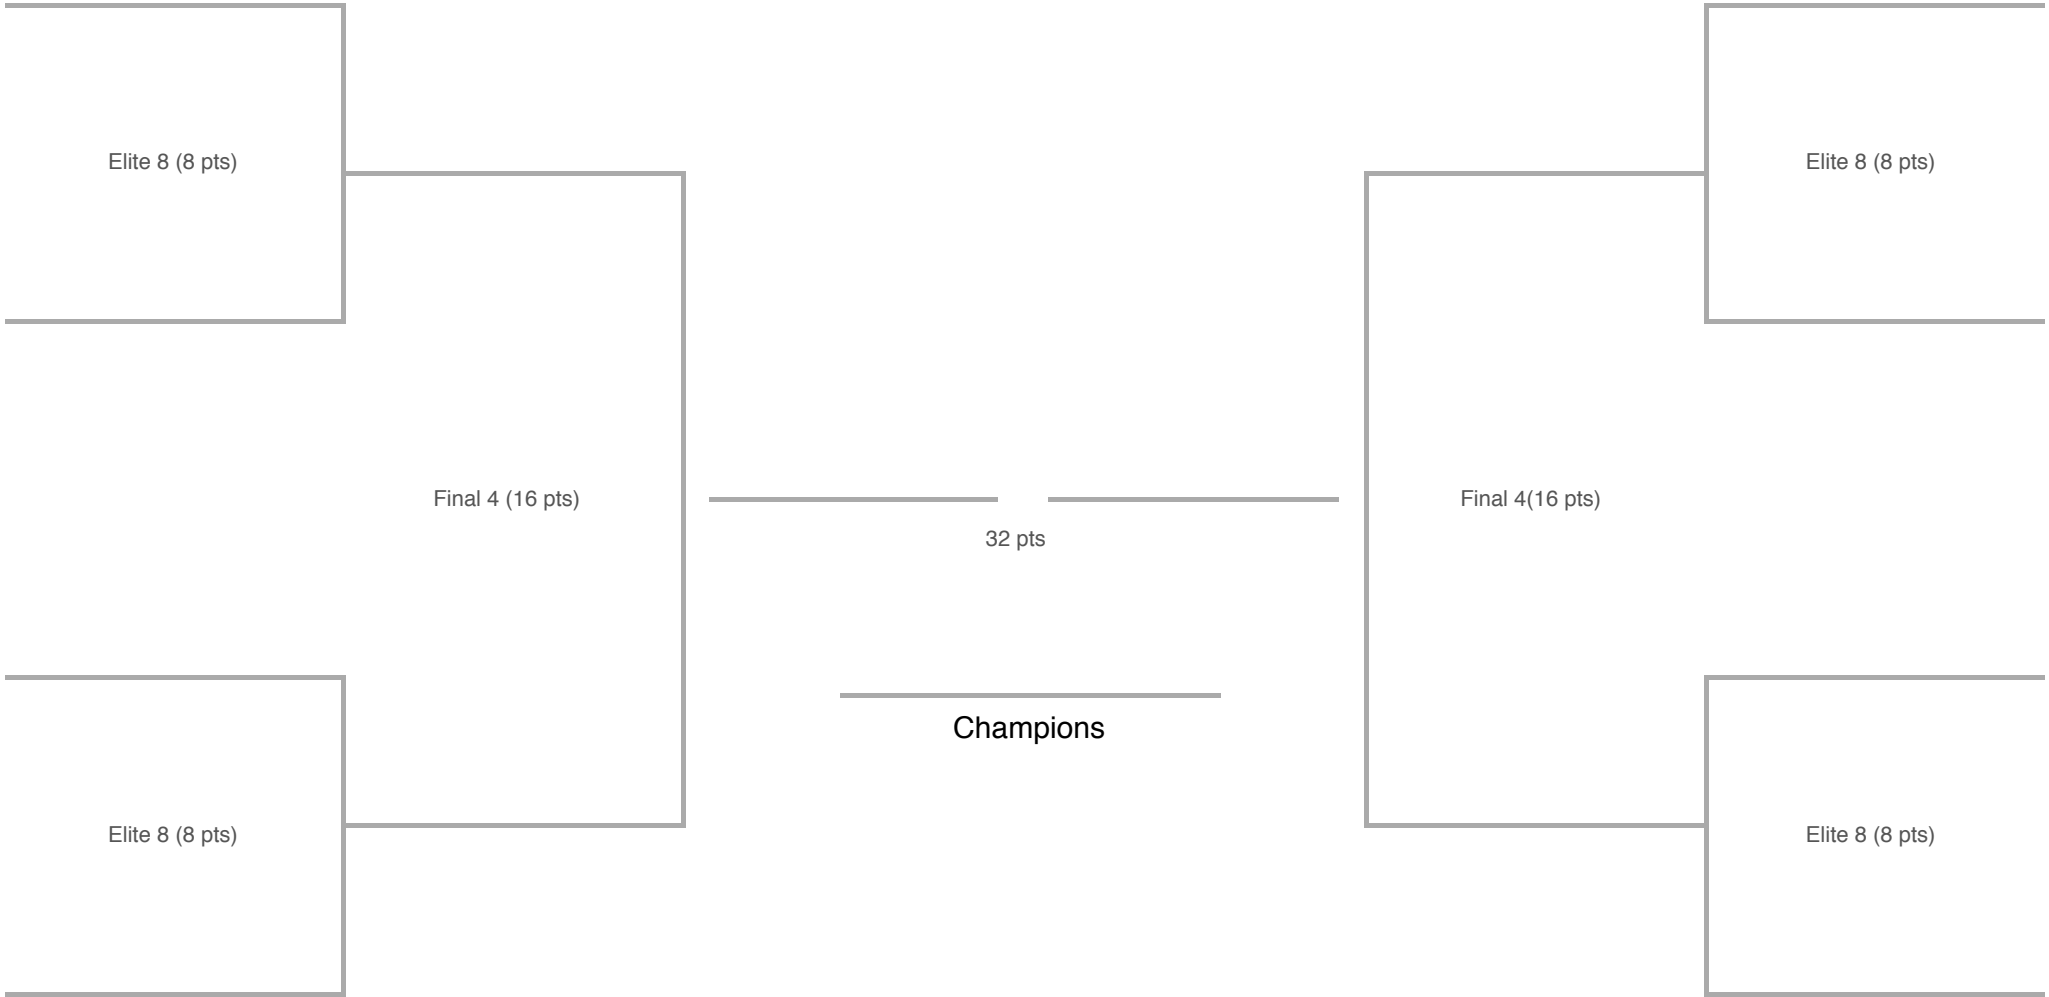 Elite 8 (8 pts)
Elite 8 (8 pts)
Final 4 (16 pts)
Final 4(16 pts)
32 pts
Champions
Elite 8 (8 pts)
Elite 8 (8 pts)